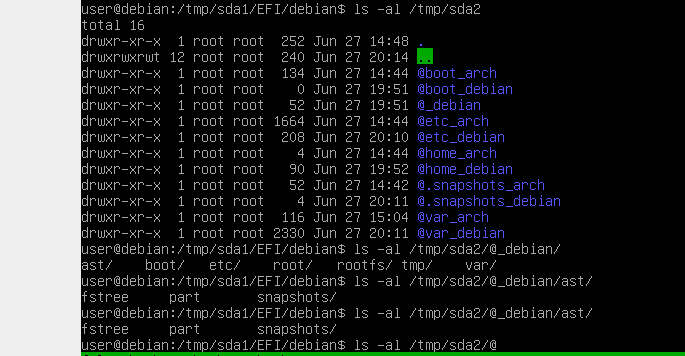 user@debian:/tmp/sda1/EFI/debian$ ls -al /tmp/sda2
total 16
drwxr-xr-x  1 root root  252 Jun 27 14:48 .
drwxrwxrwt 12 root root  240 Jun 27 20:14 ..
drwxr-xr-x  1 root root  134 Jun 27 14:44 @boot_arch
drwxr-xr-x  1 root root    0 Jun 27 19:51 @boot_debian
drwxr-xr-x  1 root root   52 Jun 27 19:51 @_debian
drwxr-xr-x  1 root root 1664 Jun 27 14:44 @etc_arch
drwxr-xr-x  1 root root  208 Jun 27 20:10 @etc_debian
drwxr-xr-x  1 root root    4 Jun 27 14:44 @home_arch
drwxr-xr-x  1 root root   90 Jun 27 19:52 @home_debian
drwxr-xr-x  1 root root   52 Jun 27 14:42 @.snapshots_arch
drwxr-xr-x  1 root root    4 Jun 27 20:11 @.snapshots_debian
drwxr-xr-x  1 root root  116 Jun 27 15:04 @var_arch
drwxr-xr-x  1 root root 2330 Jun 27 20:11 @var_debian
user@debian:/tmp/sda1/EFI/debian$ ls -al /tmp/sda2/@_debian/
ast/    boot/   etc/    root/   rootfs/ tmp/    var/
user@debian:/tmp/sda1/EFI/debian$ ls -al /tmp/sda2/@_debian/ast/
fstree     part       snapshots/
user@debian:/tmp/sda1/EFI/debian$ ls -al /tmp/sda2/@_debian/ast/
fstree     part       snapshots/
user@debian:/tmp/sda1/EFI/debian$ ls -al /tmp/sda2/@